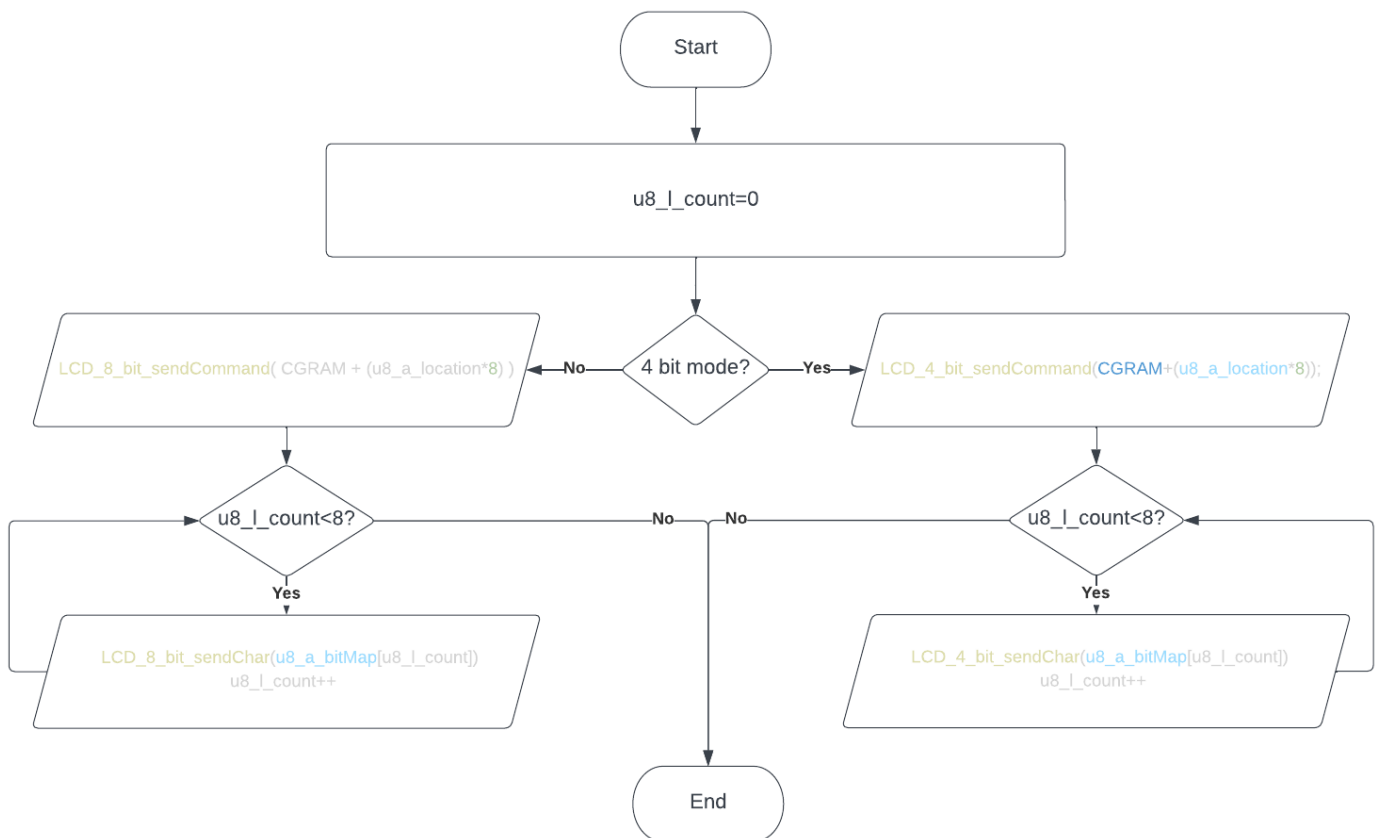 Start
u8_l_count=0
LCD_8_bit_sendCommand( CGRAM + (u8_a_location*8) )
No
4 bit mode?
Yes
LCD_4_bit_sendCommand(CGRAM+(u8_a_location*8));
u8_l_count<8?
No
No
u8_l_count<8?
Yes
Yes
LCD_8_bit_sendChar(u8_a_bitMap[u8_l_count])
u8_l_count++
LCD_4_bit_sendChar(u8_a_bitMap[u8_l_count])
u8_l_count++
End